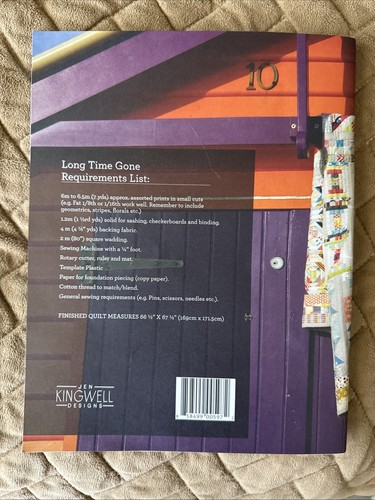 10
Long Time Gone
Requirements List:
6m to 6.5m (7 yds) approx. assorted prints in small cuts
(e.g. Fat 1/8th or 1/16th work well. Remember to include
geometrics, stripes, florals etc.)
1.2m (1 ⅓rd yds) solid for sashing, checkerboards and binding.
4 m (4 ⅜ yds) backing fabric.
2 m (80") square wadding.
Sewing Machine with a ¼" foot.
Rotary cutter, ruler and mat.
Template Plastic
Paper for foundation piecing (copy paper).
Cotton thread to match/blend.
General sewing requirements (e.g. Pins, scissors, needles etc.).
FINISHED QUILT MEASURES 66 ½" X 67 ½" (169cm x 171.5cm)
JEN
KINGWELL
DESIGNS